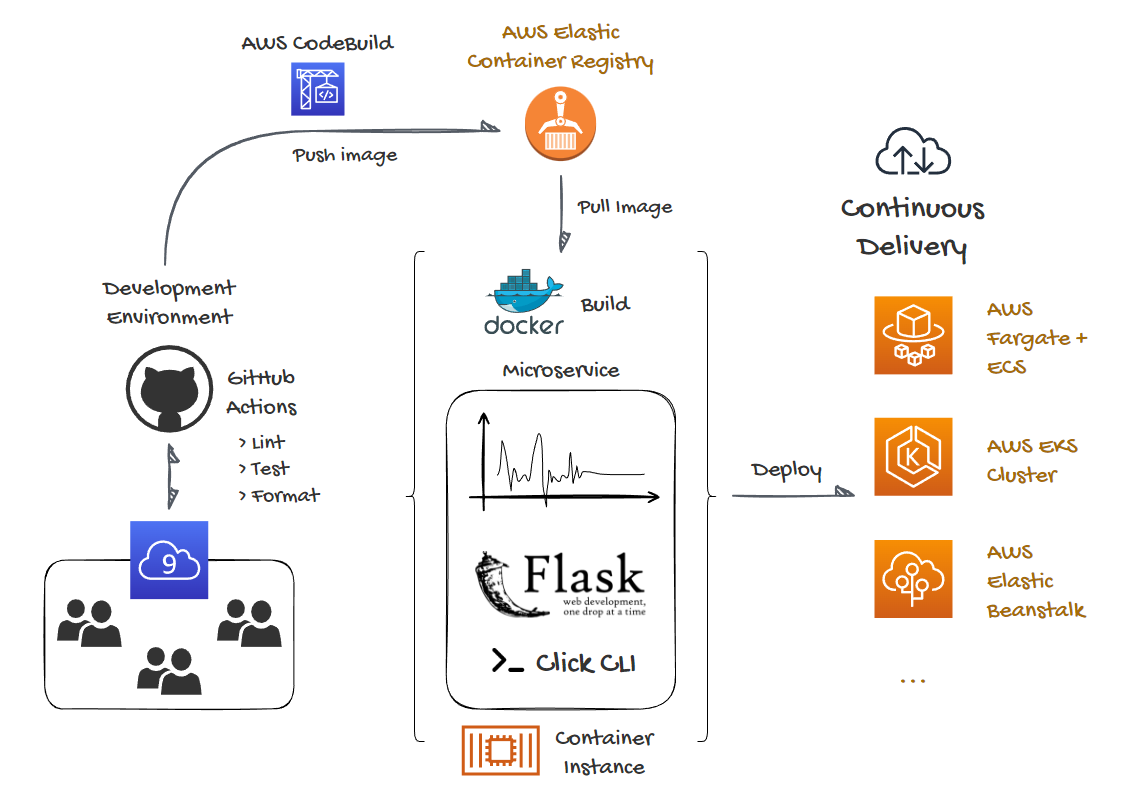 AWS CodeBuild
AWS Elastic
Container Registry
Push image
Pull Image
Continuous
Delivery
Development
Environment
GitHub
Actions
> Lint
> Test
> Format
9
docker
Build
Microservice
Flask
web development,
one drop at a time
>_ Click CLI
Container
Instance
Deploy
AWS
Fargate +
ECS
K
AWS EKS
Cluster
AWS
Elastic
Beanstalk
...